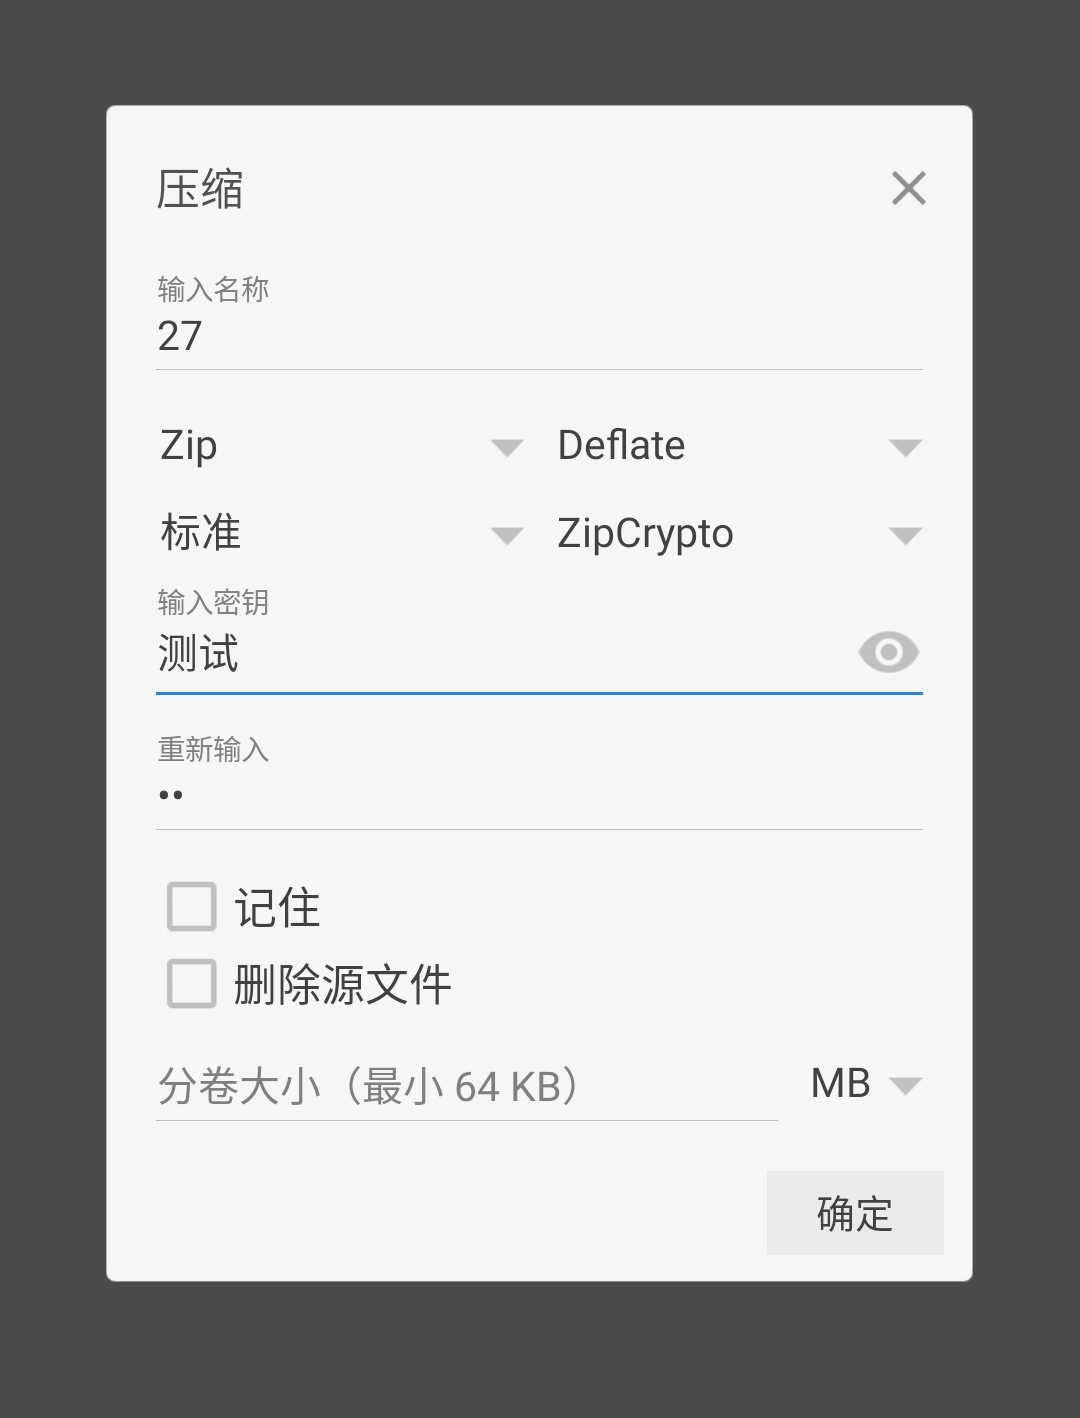 压缩
输入名称
27
Zip
Deflate
标准
ZipCrypto
输入密钥
测试
重新输入
••
记住
删除源文件
分卷大小（最小 64 KB）
MB
确定